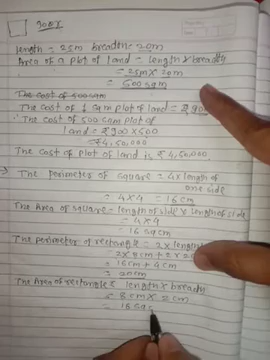 length = 25m breadth = 20m
Area of a plot of land = length x breadth
= 25m x 20m
= 500 sqm
The cost of 500 sqm
The cost of 1 sqm plot of land = ₹ 900
The cost of 500 sqm plot of
land = ₹ 900 x 500
= ₹ 4,50,000
The cost of plot of land is ₹ 4,50,000.
The perimeter of square = 4 x length of
one side
= 4 x 4 = 16 cm
The Area of square = length of side x length of side
= 4 x 4
= 16 sq cm
The perimeter of rectangle = 2 x length
2 x 8 cm + 2 x 2 cm
= 16 cm + 4 cm
= 20 cm
The Area of rectangle = length x breadth
= 8 cm x 2 cm
= 16 sq c